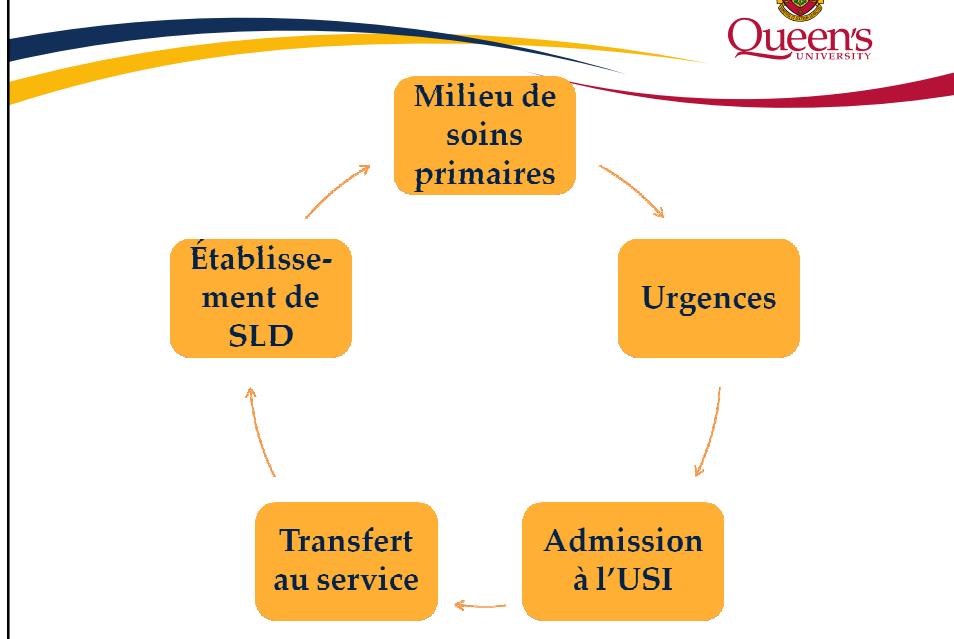 Queen's
UNIVERSITY
Milieu de
soins
primaires
Établisse-
ment de
SLD
Urgences
Transfert
au service
Admission
à l'USI